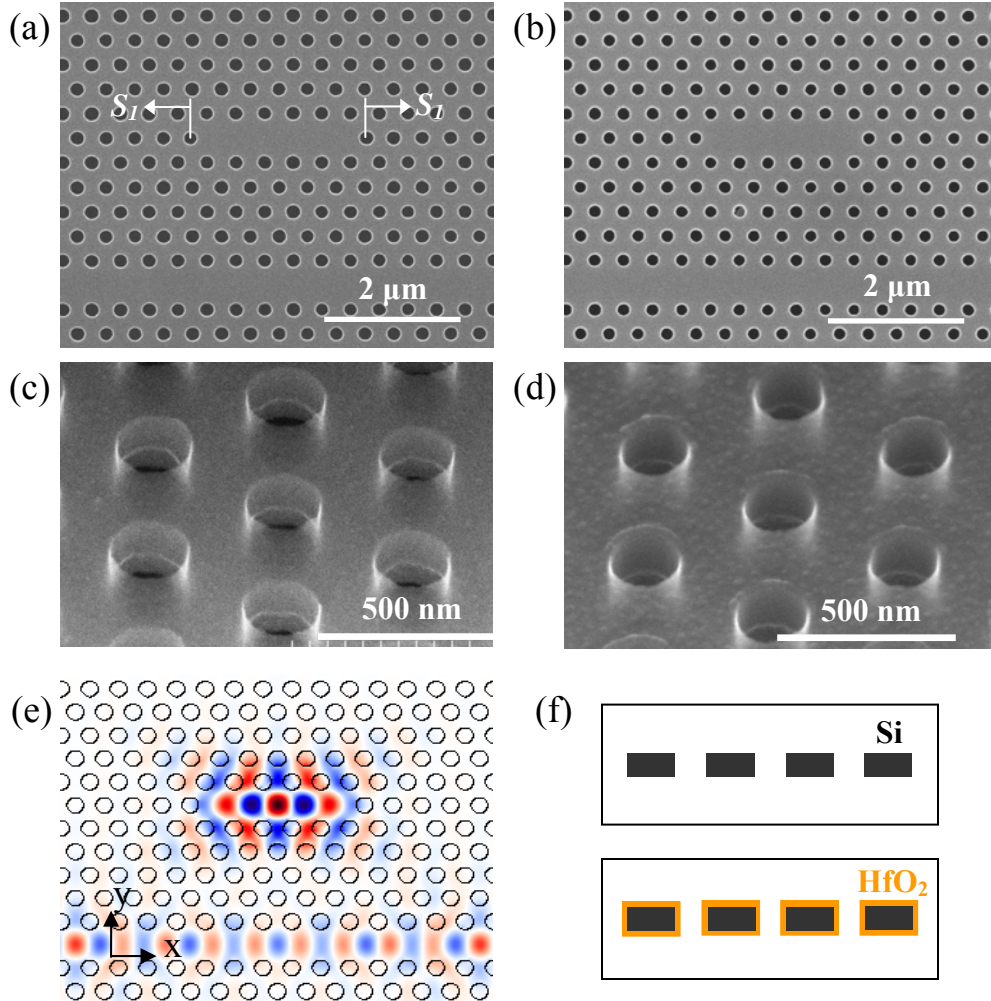 (a)
S1
S1
2 μm
(b)
2 μm
(c)
500 nm
(d)
500 nm
(e)
y
x
(f)
Si
HfO2